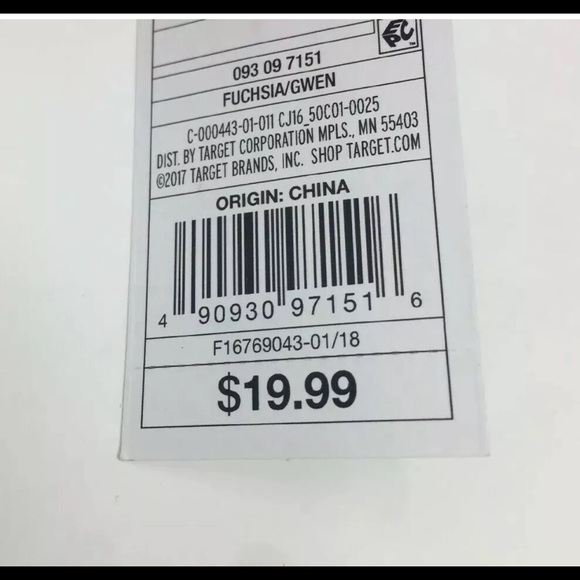 EPC
093 09 7151
FUCHSIA/GWEN
C-000443-01-011 CJ16_50C01-0025
DIST. BY TARGET CORPORATION MPLS., MN 55403
©2017 TARGET BRANDS, INC. SHOP TARGET.COM
ORIGIN: CHINA
4 90930 97151 6
F16769043-01/18
$19.99